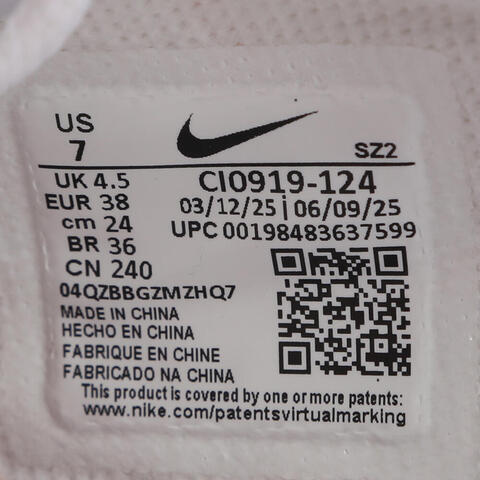 US
7
SZ2
UK 4.5
EUR 38
cm 24
BR 36
CN 240
CI0919-124
03/12/25 | 06/09/25
UPC 00198483637599
04QZBBGZMZHQ7
MADE IN CHINA
HECHO EN CHINA
FABRIQUE EN CHINE
FABRICADO NA CHINA
This product is covered by one or more patents:
www.nike.com/patentsvirtualmarking